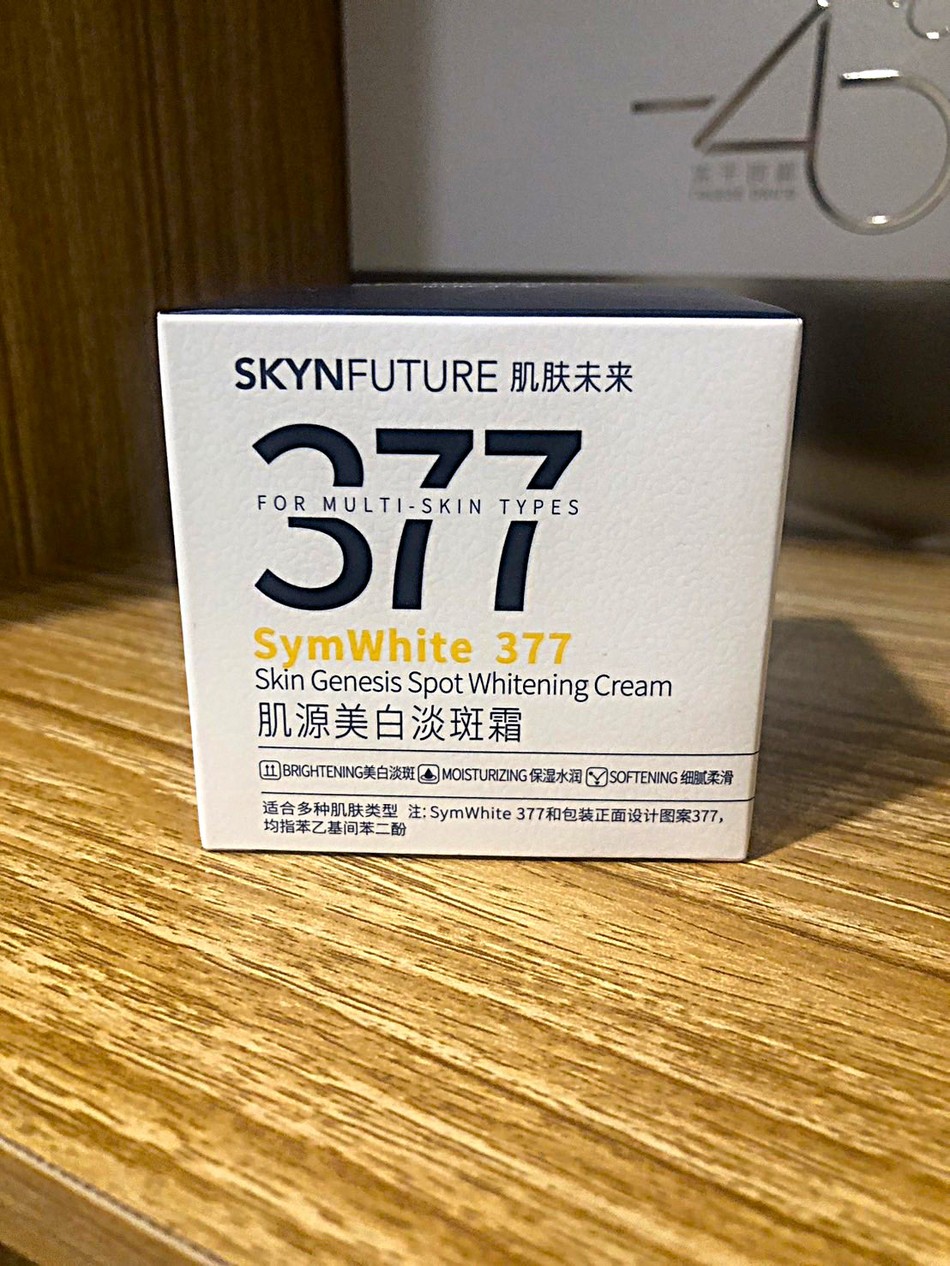 -45°
SKYNFUTURE 肌肤未来
377
FOR MULTI-SKIN TYPES
SymWhite 377
Skin Genesis Spot Whitening Cream
肌源美白淡斑霜
BRIGHTENING美白淡斑 MOISTURIZING 保湿水润 SOFTENING 细腻柔滑
适合多种肌肤类型 注:SymWhite 377和包装正面设计图案377,
均指苯乙基间苯二酚